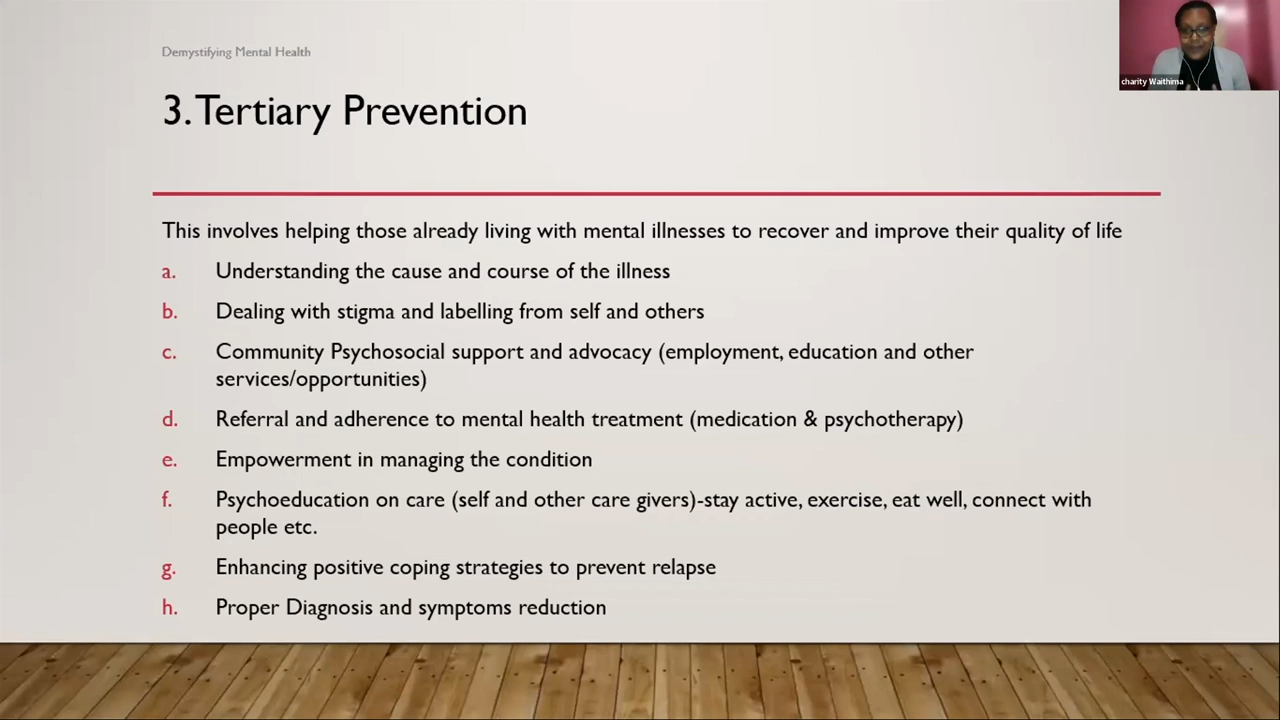 Demystifying Mental Health
charity Waithima
3. Tertiary Prevention
This involves helping those already living with mental illnesses to recover and improve their quality of life
a. Understanding the cause and course of the illness
b. Dealing with stigma and labelling from self and others
c. Community Psychosocial support and advocacy (employment, education and other
services/opportunities)
d. Referral and adherence to mental health treatment (medication & psychotherapy)
e. Empowerment in managing the condition
f. Psychoeducation on care (self and other care givers)-stay active, exercise, eat well, connect with
people etc.
g. Enhancing positive coping strategies to prevent relapse
h. Proper Diagnosis and symptoms reduction